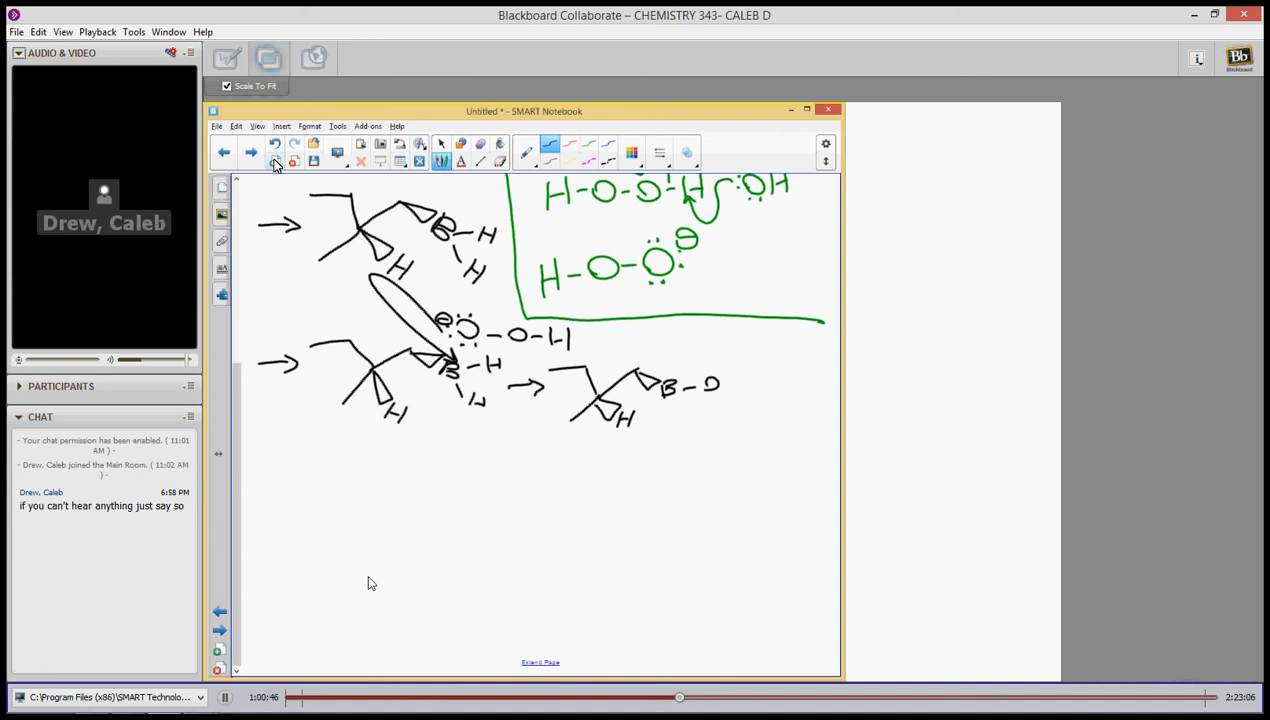 Blackboard Collaborate – CHEMISTRY 343- CALEB D
File Edit View Playback Tools Window Help
AUDIO & VIDEO
Drew, Caleb
PARTICIPANTS
CHAT
- Your chat permission has been enabled. ( 11:01
AM ) -
- Drew, Caleb joined the Main Room. ( 11:02 AM
) -
Drew, Caleb 6:58 PM
if you can't hear anything just say so
Scale To Fit
Bb
Blackboard
Untitled * - SMART Notebook
File Edit View Insert Format Tools Add-ons Help
H-O-O-H :OH
B-H
H
H
H-O-O:
⊖
⊖ :O-O-H
B-H
H
H
B-O
H
Extend Page
C:\Program Files (x86)\SMART Technolo...
1:00:46
2:23:06